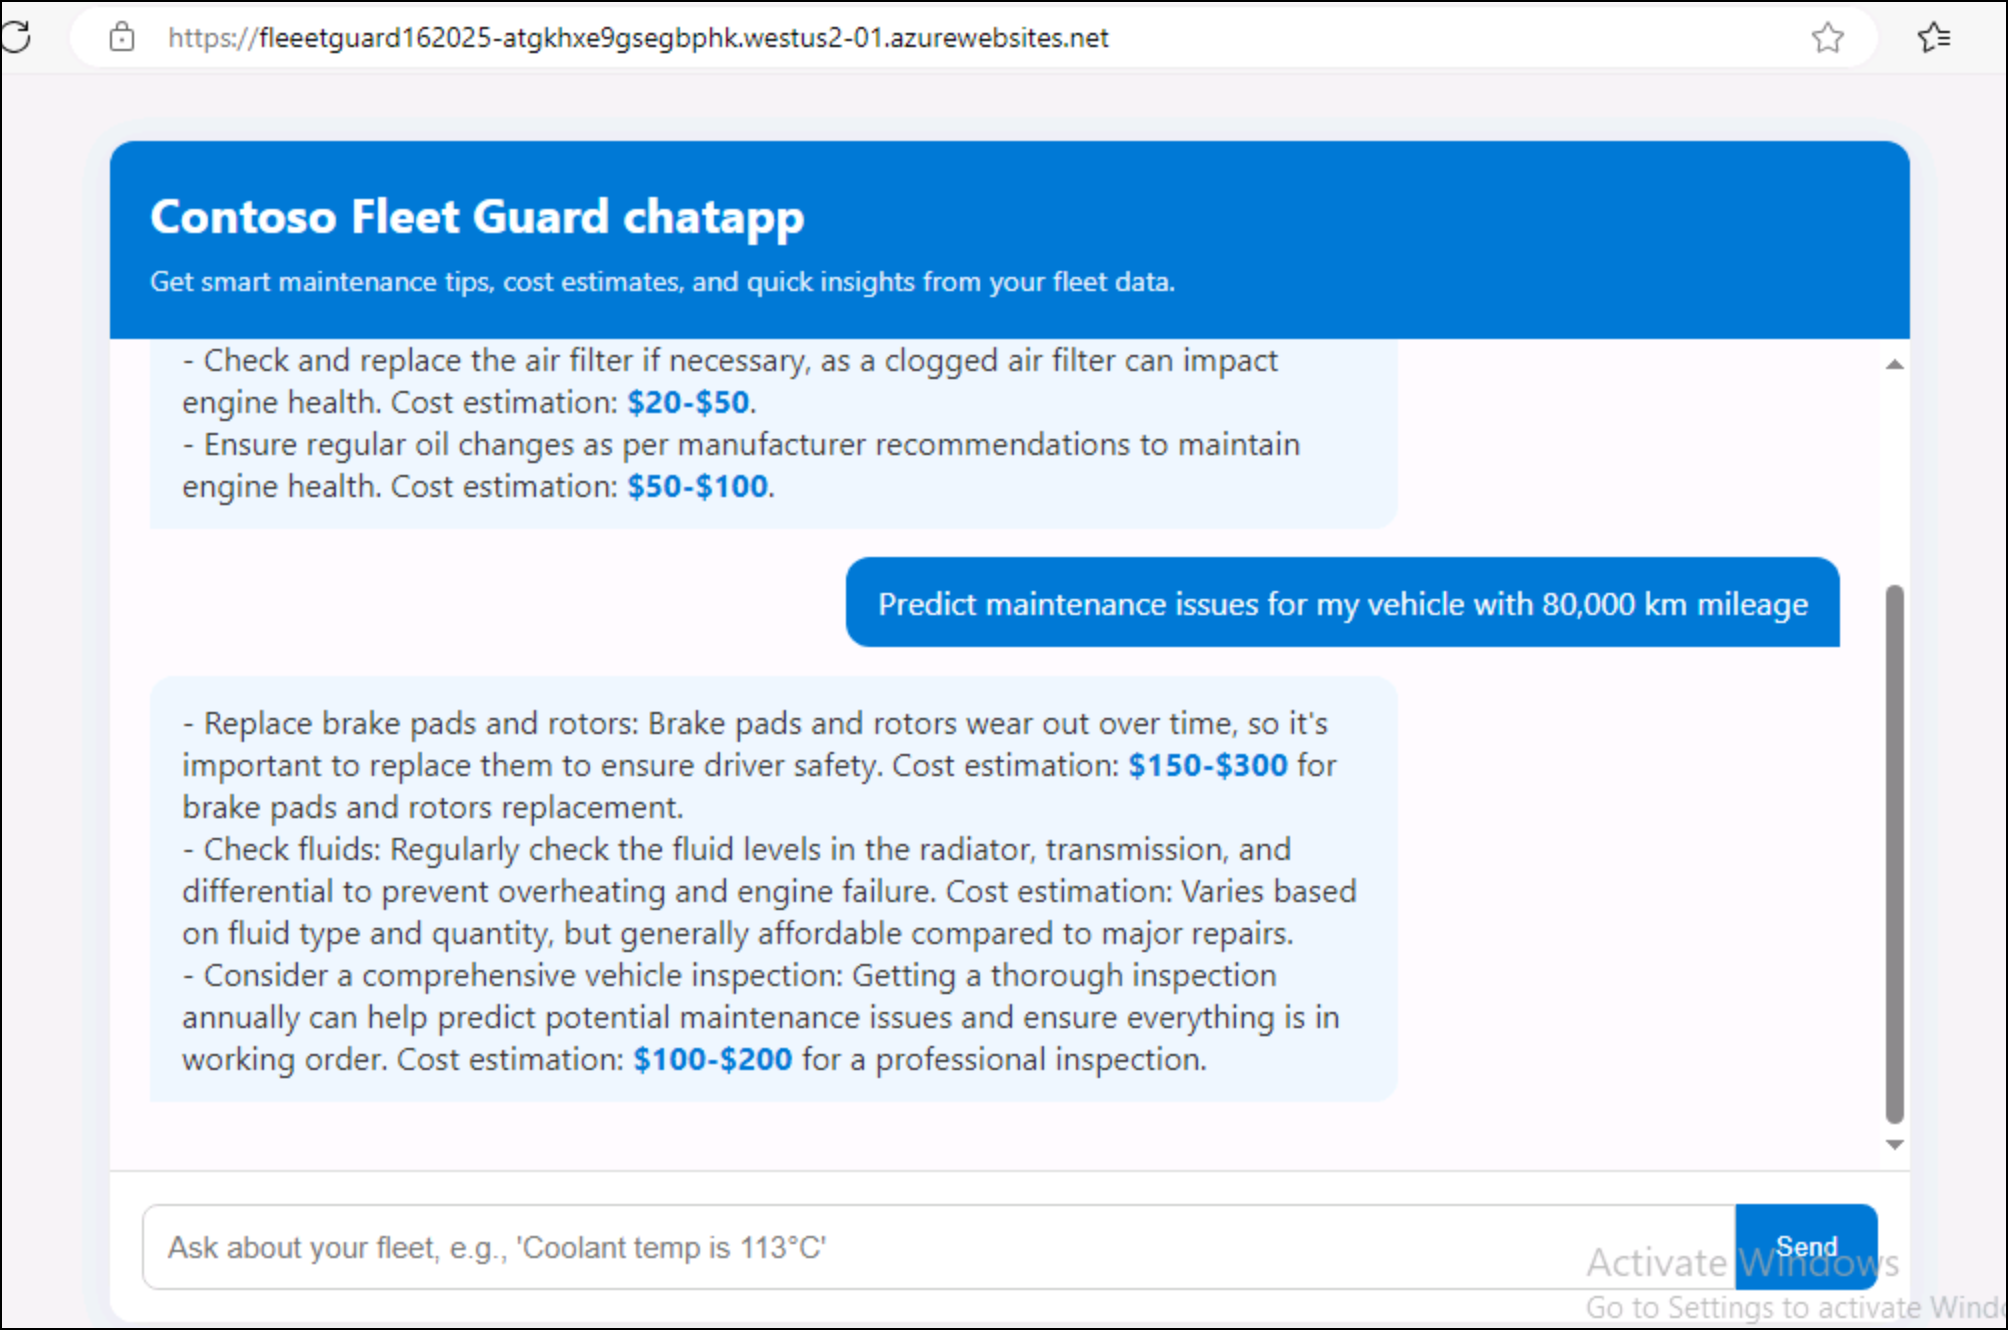 https://fleeetguard162025-atgkhxe9gsegbphk.westus2-01.azurewebsites.net
Contoso Fleet Guard chatapp
Get smart maintenance tips, cost estimates, and quick insights from your fleet data.
- Check and replace the air filter if necessary, as a clogged air filter can impact
engine health. Cost estimation: $20-$50.
- Ensure regular oil changes as per manufacturer recommendations to maintain
engine health. Cost estimation: $50-$100.
Predict maintenance issues for my vehicle with 80,000 km mileage
- Replace brake pads and rotors: Brake pads and rotors wear out over time, so it's
important to replace them to ensure driver safety. Cost estimation: $150-$300 for
brake pads and rotors replacement.
- Check fluids: Regularly check the fluid levels in the radiator, transmission, and
differential to prevent overheating and engine failure. Cost estimation: Varies based
on fluid type and quantity, but generally affordable compared to major repairs.
- Consider a comprehensive vehicle inspection: Getting a thorough inspection
annually can help predict potential maintenance issues and ensure everything is in
working order. Cost estimation: $100-$200 for a professional inspection.
Ask about your fleet, e.g., 'Coolant temp is 113°C'
Send
Activate Windows
Go to Settings to activate Wind